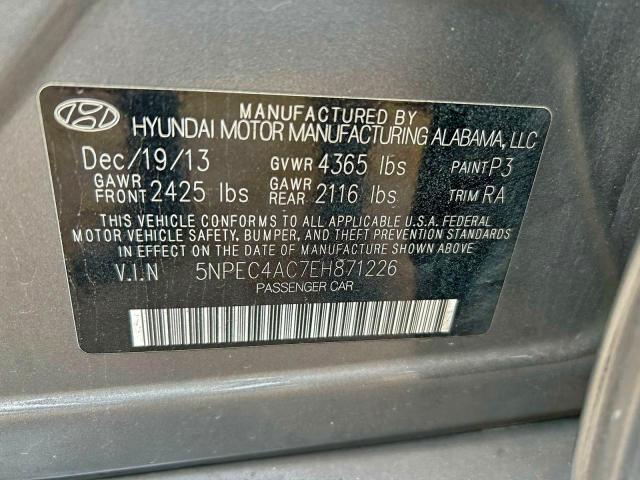 MANUFACTURED BY
HYUNDAI MOTOR MANUFACTURING ALABAMA, LLC
Dec/19/13 GVWR 4365 lbs PAINT P3
GAWR FRONT 2425 lbs GAWR REAR 2116 lbs TRIM RA
THIS VEHICLE CONFORMS TO ALL APPLICABLE U.S.A. FEDERAL
MOTOR VEHICLE SAFETY, BUMPER, AND THEFT PREVENTION STANDARDS
IN EFFECT ON THE DATE OF MANUFACTURE SHOWN ABOVE.
V.I.N 5NPEC4AC7EH871226
PASSENGER CAR